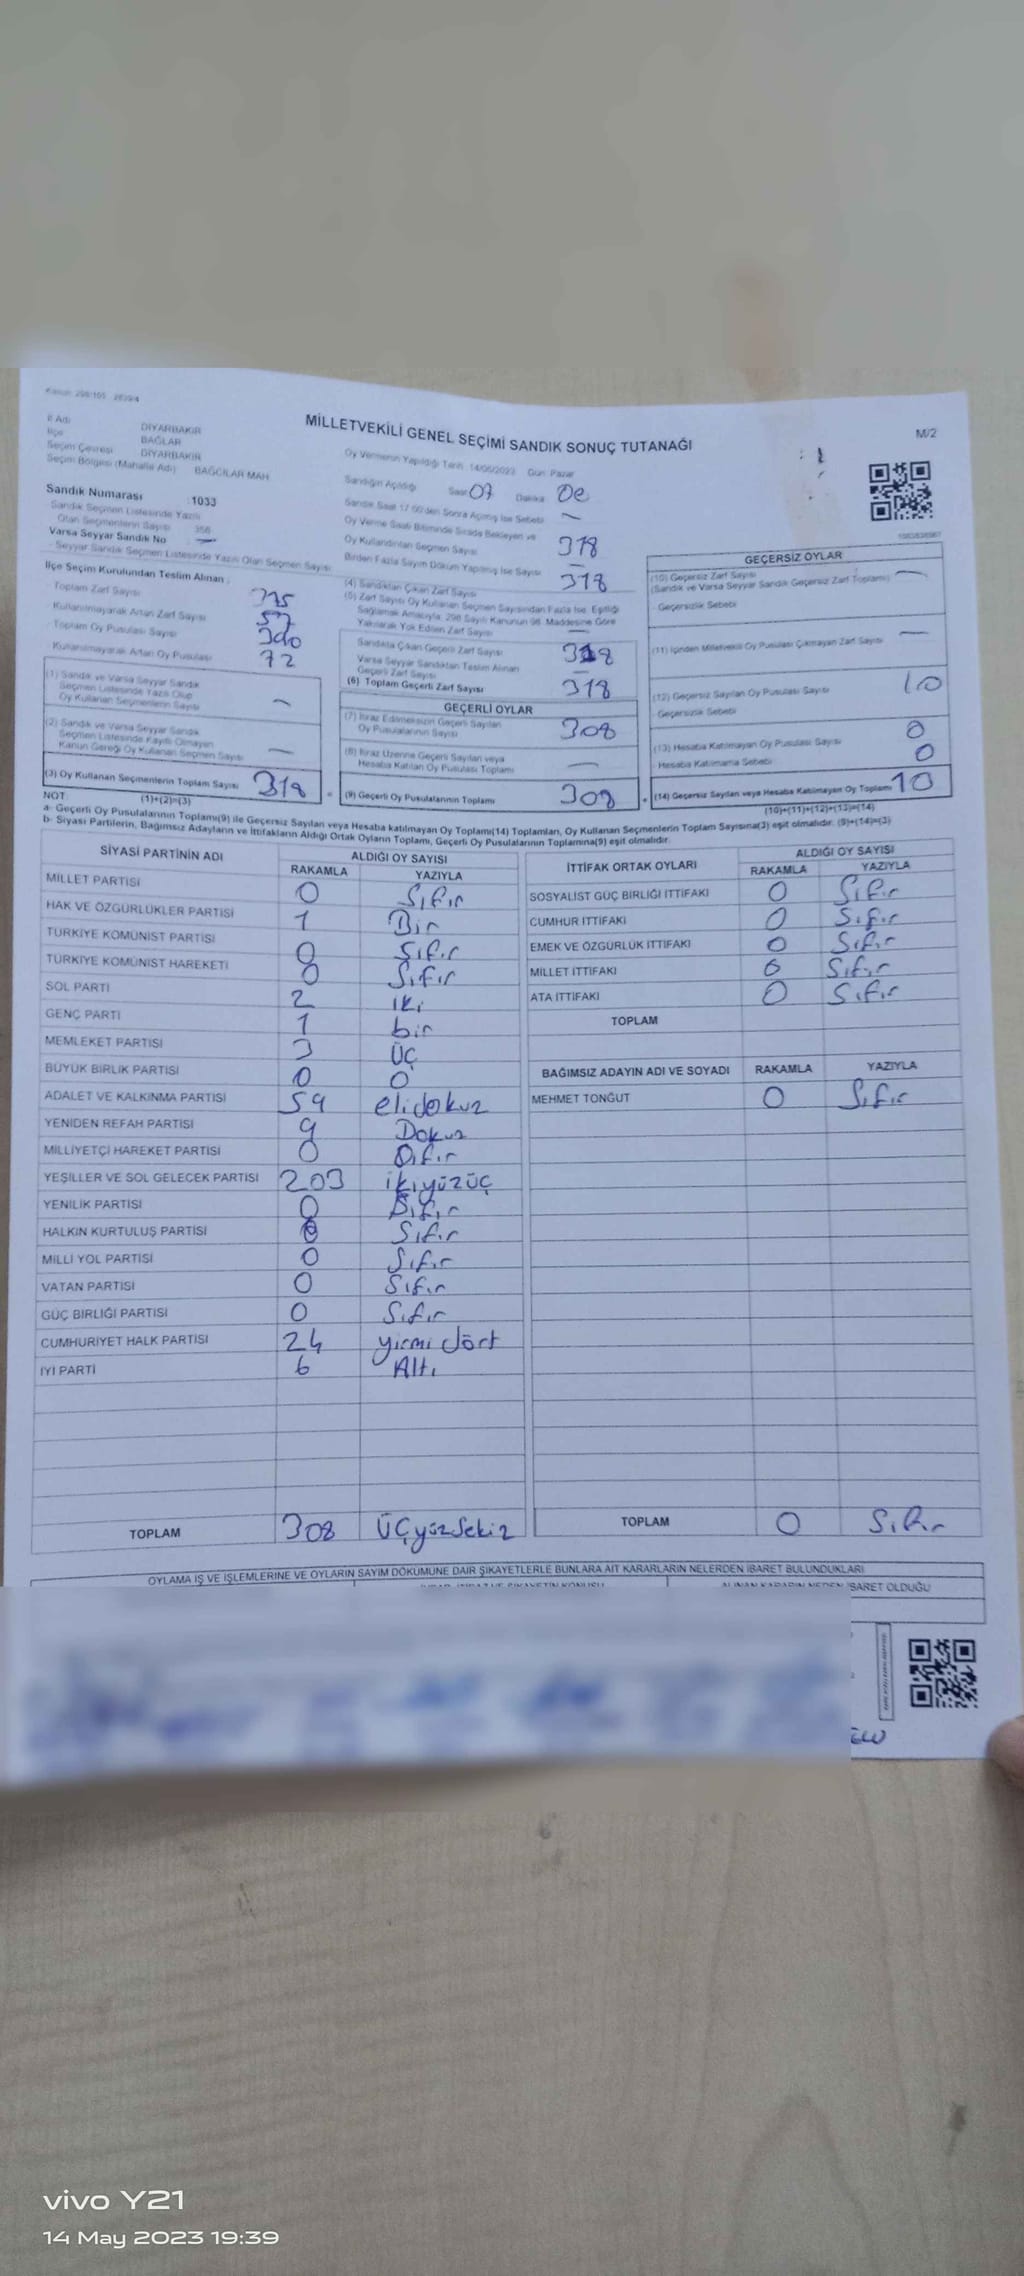 Kanun: 298/105 2839/4
İl Adı DİYARBAKIR
İlçe BAĞLAR
Seçim Çevresi DİYARBAKIR
Seçim Bölgesi (Mahalle Adı) BAĞCILAR MAH.
Sandık Numarası :1033
Sandık Seçmen Listesinde Yazılı
Olan Seçmenlerin Sayısı 356
Varsa Seyyar Sandık No —
Seyyar Sandık Seçmen Listesinde Yazılı Olan Seçmen Sayısı
MİLLETVEKİLİ GENEL SEÇİMİ SANDIK SONUÇ TUTANAĞI
M/2
Oy Vermenin Yapıldığı Tarih :14/05/2023 Gün: Pazar
Sandığın Açıldığı Saat 07 Dakika
Sandık Saat 17.00'den Sonra Açılmış İse Sebebi —
Oy Verme Saati Bitiminde Sırada Bekleyen ve
Oy Kullandırılan Seçmen Sayısı 318
Birden Fazla Sayım Döküm Yapılmış İse Sayısı —
İlçe Seçim Kurulundan Teslim Alınan :
Toplam Zarf Sayısı 375
Kullanılmayarak Artan Zarf Sayısı 57
Toplam Oy Pusulası Sayısı
Kullanılmayarak Artan Oy Pusulası 72
(1) Sandık ve Varsa Seyyar Sandık
Seçmen Listesinde Yazılı Olup
Oy Kullanan Seçmenlerin Sayısı —
(2) Sandık ve Varsa Seyyar Sandık
Seçmen Listesinde Kayıtlı Olmayan
Kanun Gereği Oy Kullanan Seçmen Sayısı —
(3) Oy Kullanan Seçmenlerin Toplam Sayısı 318
(1)+(2)=(3)
(4) Sandıktan Çıkan Zarf Sayısı 318
(5) Zarf Sayısı Oy Kullanan Seçmen Sayısından Fazla İse, Eşitliği
Sağlamak Amacıyla, 298 Sayılı Kanunun 98. Maddesine Göre
Yakılarak Yok Edilen Zarf Sayısı —
Sandıkta Çıkan Geçerli Zarf Sayısı 318
Varsa Seyyar Sandıktan Teslim Alınan
Geçerli Zarf Sayısı —
(6) Toplam Geçerli Zarf Sayısı 318
GEÇERLİ OYLAR
(7) İtiraz Edilmeksizin Geçerli Sayılan
Oy Pusulalarının Sayısı 308
(8) İtiraz Üzerine Geçerli Sayılan veya
Hesaba Katılan Oy Pusulası Toplamı —
(9) Geçerli Oy Pusulalarının Toplamı 308
GEÇERSİZ OYLAR
(10) Geçersiz Zarf Sayısı —
(Sandık ve Varsa Seyyar Sandık Geçersiz Zarf Toplamı)
Geçersizlik Sebebi
(11) İçinden Milletvekili Oy Pusulası Çıkmayan Zarf Sayısı —
(12) Geçersiz Sayılan Oy Pusulası Sayısı 10
Geçersizlik Sebebi
(13) Hesaba Katılmayan Oy Pusulası Sayısı 0
Hesaba Katılmama Sebebi 0
(14) Geçersiz Sayılan veya Hesaba Katılmayan Oy Toplamı 10
(10)+(11)+(12)+(13)=(14)
NOT:
a- Geçerli Oy Pusulalarının Toplamı(9) ile Geçersiz Sayılan veya Hesaba katılmayan Oy Toplamı(14) Toplamları, Oy Kullanan Seçmenlerin Toplam Sayısına(3) eşit olmalıdır. (9)+(14)=(3)
b- Siyasi Partilerin, Bağımsız Adayların ve İttifakların Aldığı Ortak Oyların Toplamı, Geçerli Oy Pusulalarının Toplamına(9) eşit olmalıdır.
SİYASİ PARTİNİN ADI ALDIĞI OY SAYISI
RAKAMLA YAZIYLA
MİLLET PARTİSİ 0 Sıfır
HAK VE ÖZGÜRLÜKLER PARTİSİ 1 Bir
TÜRKİYE KOMÜNİST PARTİSİ 0 Sıfır
TÜRKİYE KOMÜNİST HAREKETİ 0 Sıfır
SOL PARTİ 2 iki
GENÇ PARTİ 1 bir
MEMLEKET PARTİSİ 3 üç
BÜYÜK BİRLİK PARTİSİ 0 0
ADALET VE KALKINMA PARTİSİ 59 elidokuz
YENİDEN REFAH PARTİSİ 9 Dokuz
MİLLİYETÇİ HAREKET PARTİSİ 0 Sıfır
YEŞİLLER VE SOL GELECEK PARTİSİ 203 ikiyüzüç
YENİLİK PARTİSİ 0 Sıfır
HALKIN KURTULUŞ PARTİSİ 0 Sıfır
MİLLİ YOL PARTİSİ 0 Sıfır
VATAN PARTİSİ 0 Sıfır
GÜÇ BİRLİĞİ PARTİSİ 0 Sıfır
CUMHURİYET HALK PARTİSİ 24 yirmi dört
İYİ PARTİ 6 Altı
TOPLAM 308 ÜÇyüzSekiz
İTTİFAK ORTAK OYLARI ALDIĞI OY SAYISI
RAKAMLA YAZIYLA
SOSYALİST GÜÇ BİRLİĞİ İTTİFAKI 0 Sıfır
CUMHUR İTTİFAKI 0 Sıfır
EMEK VE ÖZGÜRLÜK İTTİFAKI 0 Sıfır
MİLLET İTTİFAKI 0 Sıfır
ATA İTTİFAKI 0 Sıfır
TOPLAM
BAĞIMSIZ ADAYIN ADI VE SOYADI RAKAMLA YAZIYLA
MEHMET TONĞUT 0 Sıfır
TOPLAM 0 Sıfır
OYLAMA İŞ VE İŞLEMLERİNE VE OYLARIN SAYIM DÖKÜMÜNE DAİR ŞİKAYETLERLE BUNLARA AİT KARARLARIN NELERDEN İBARET BULUNDUKLARI
ALINAN KARARIN NEDEN İBARET OLDUĞU
vivo Y21
14 May 2023 19:39